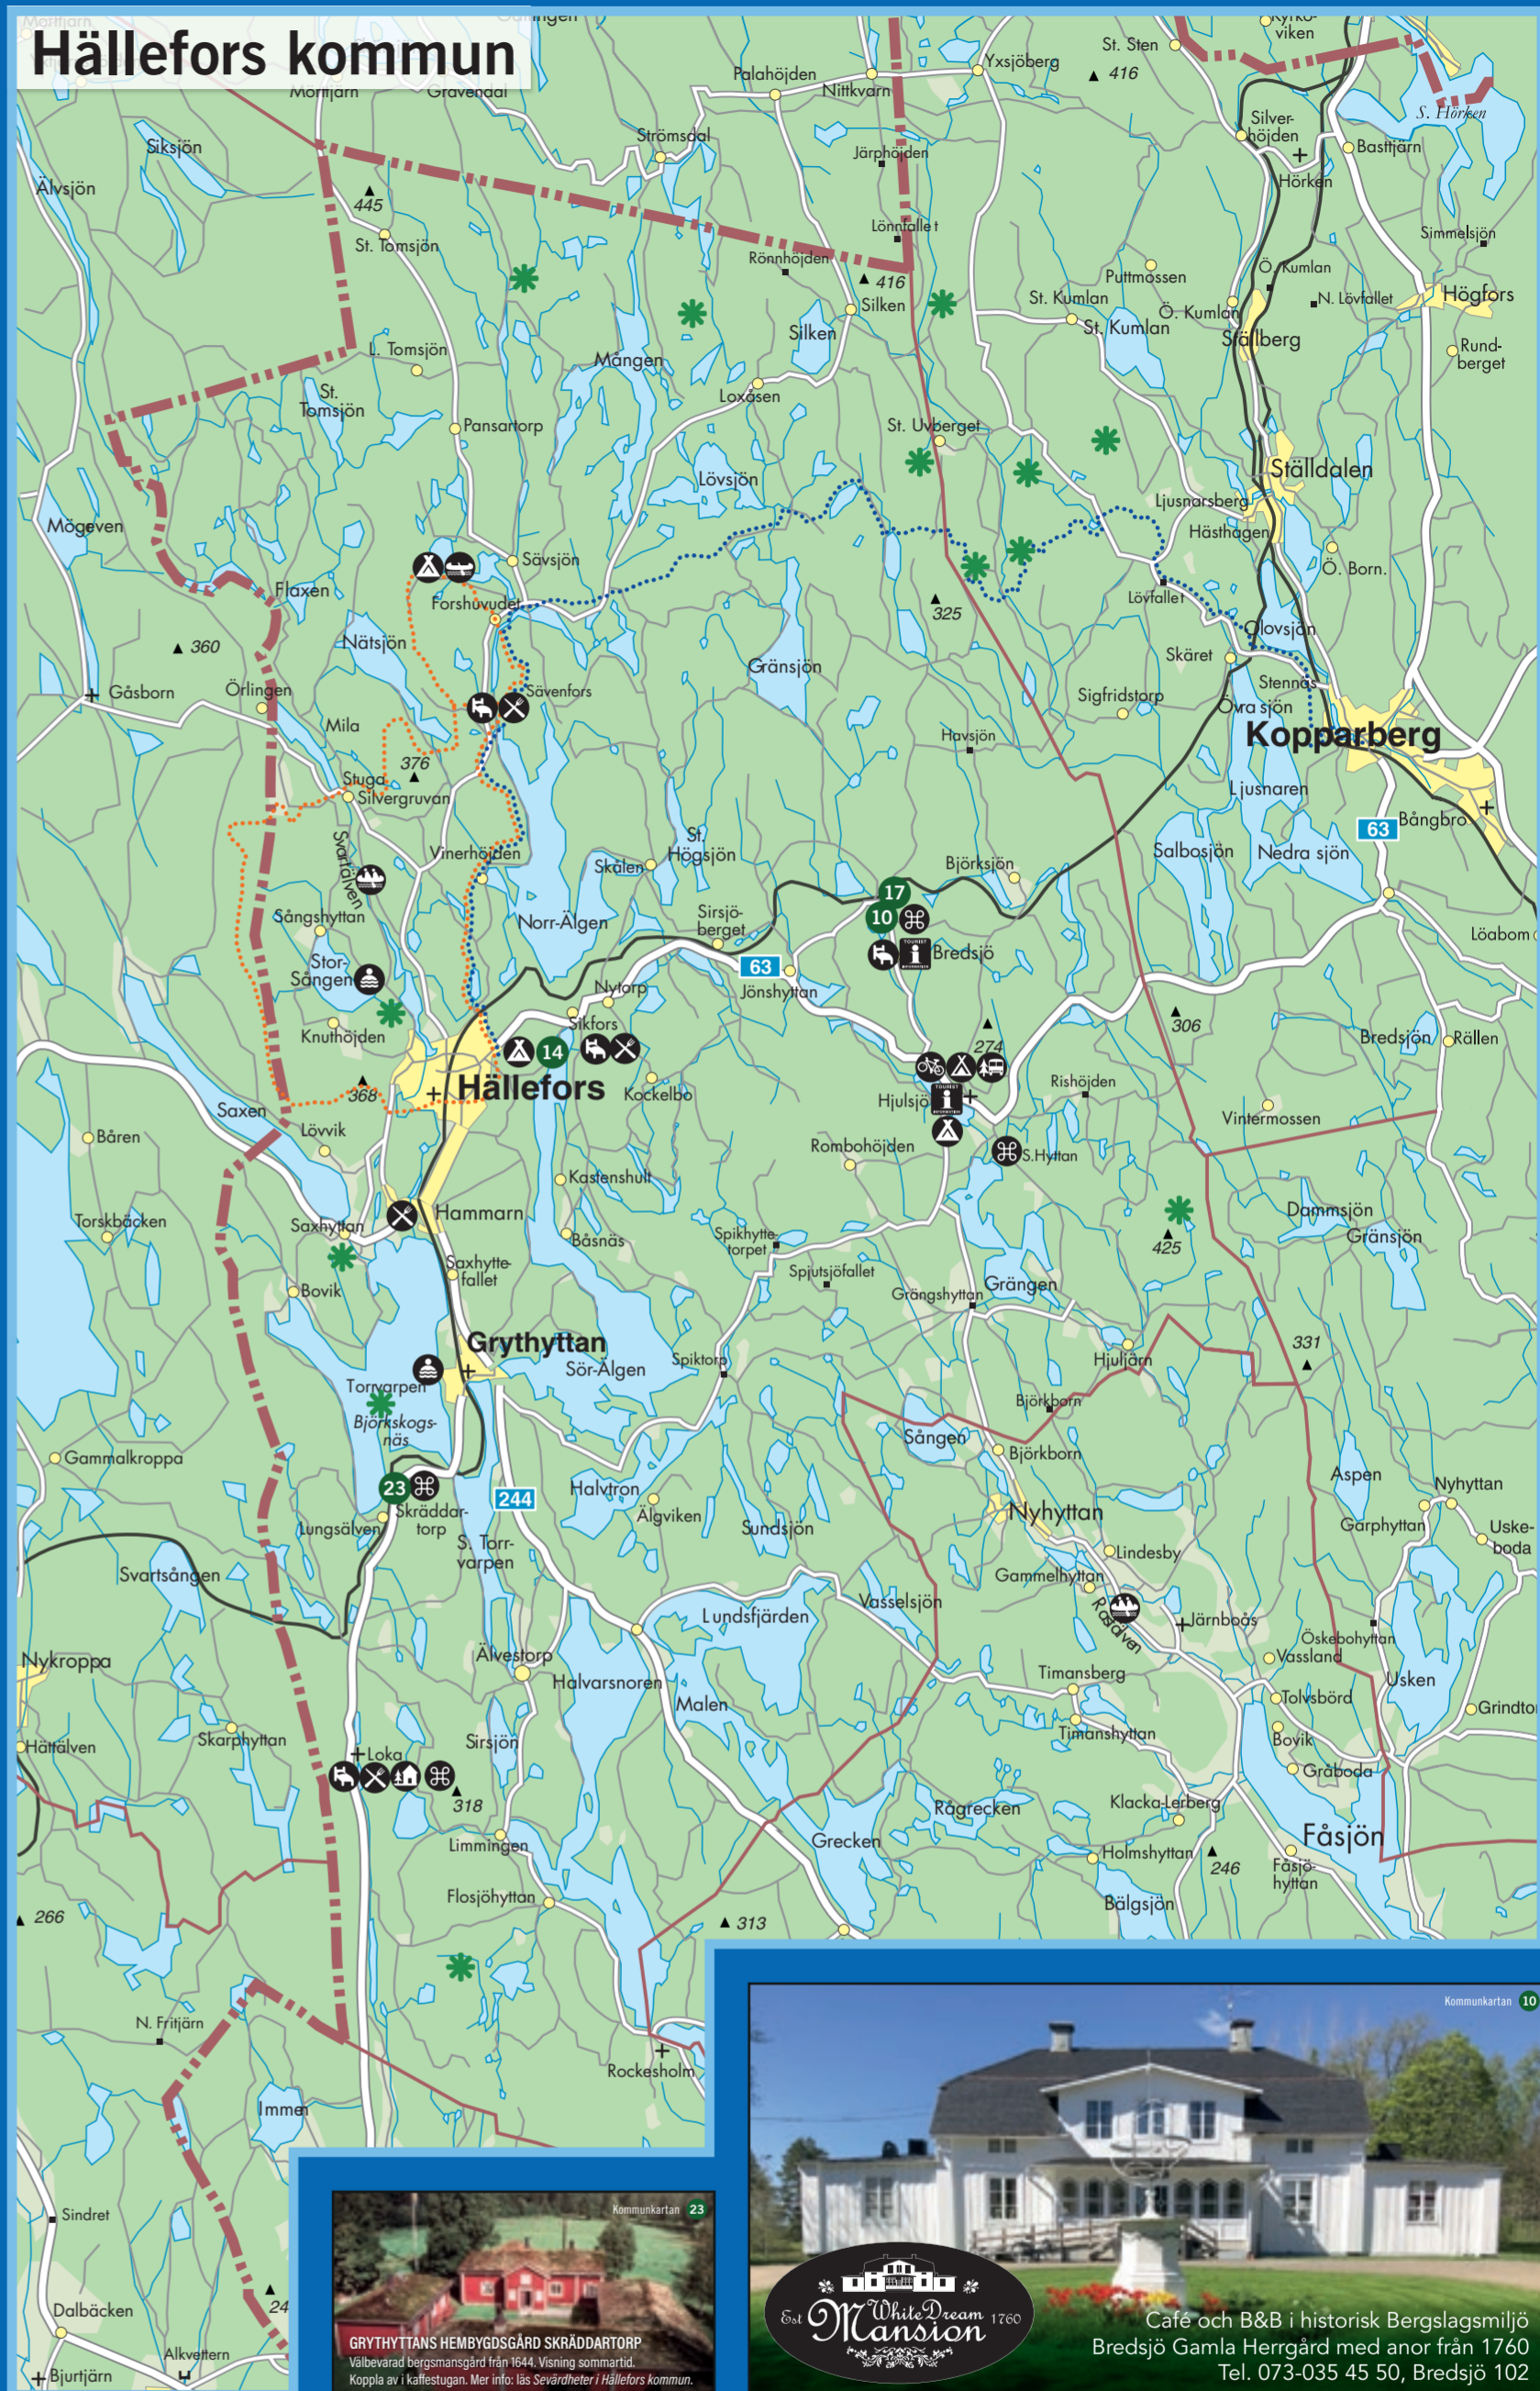 Hällefors kommun
Mörttjärn
Gravendal
Palahöjden
Nittkvarn
Yxsjöberg
St. Sten
416
Kyrko-
viken
S. Hörken
Silver-
höjden
Basttjärn
Hörken
Siksjön
Älvsjön
Strömsdal
Järphöjden
445
St. Tomsjön
Lönnfallet
Rönnhöjden
416
Silken
Silken
Simmelsjön
Puttmossen
Ö. Kumlan
St. Kumlan
Ö. Kumlan
N. Lövfallet
Högfors
St. Kumlan
Ställberg
Rund-
berget
L. Tomsjön
Mången
St.
Tomsjön
Loxåsen
Pansartorp
St. Uvberget
Lövsjön
Ställdalen
Ljusnarsberg
Hästhagen
Mögeven
Ö. Born.
Sävsjön
Flaxen
Forshuvudet
Lövfallet
325
Olovsjön
360
Nätsjön
Gränsjön
Skäret
Stennäs
Gåsborn
Örlingen
Sävenfors
Sigfridstorp
Övra sjön
Mila
Havsjön
Kopparberg
376
Stuga
Silvergruvan
Ljusnaren
63
Bångbro
Svartälven
Vinerhöjden
Skålen
St.
Högsjön
Björksjön
Salbosjön
Nedra sjön
17
10
Sångshyttan
Norr-Älgen
Sirsjö-
berget
Löabom
TOURIST
Bredsjö
Stor-
Sången
63
Jönshyttan
Nytorp
Sikfors
Knuthöjden
14
274
306
Bredsjön
Rällen
Hällefors
Kockelbo
368
Rishöjden
TOURIST
Hjulsjö
Saxen
Vintermossen
Båren
Lövvik
Rombohöjden
S.Hyttan
Kastenshult
Torskbäcken
Saxhyttan
Hammarn
Båsnäs
Spikhytte-
torpet
Dammsjön
Gränsjön
425
Saxhytte-
fallet
Spjutsjöfallet
Bovik
Grängen
Grängshyttan
Grythyttan
331
Sör-Älgen
Spiktorp
Hjultjärn
Torrvarpen
Björkborn
Björkskogs-
näs
Sången
Björkborn
Gammalkroppa
Aspen
23
Nyhyttan
244
Halvtron
Älgviken
Skräddar-
torp
Lungsälven
Sundsjön
Nyhyttan
Garphyttan
Uske-
boda
S. Torr-
varpen
Lindesby
Svartsången
Gammelhyttan
Vasselsjön
Lundsfjärden
Rastälven
Järnboås
Öskebohyttan
Nykroppa
Älvestorp
Vassland
Timansberg
Usken
Halvarsnoren
Tolvsbörd
Malen
Grindto
Skarphyttan
Timanshyttan
Bovik
Hättälven
Sirsjön
Loka
Gråboda
318
Klacka-Lerberg
Rågrecken
Limmingen
Grecken
Fåsjön
Holmshyttan
246
Fåsjö-
hyttan
Flosjöhyttan
Bälgsjön
266
313
N. Fritjärn
Rockesholm
Immen
Sindret
24
Dalbäcken
Alkvettern
Bjurtjärn
Kommunkartan 23
GRYTHYTTANS HEMBYGDSGÅRD SKRÄDDARTORP
Välbevarad bergsmansgård från 1644. Visning sommartid.
Koppla av i kaffestugan. Mer info: läs Sevärdheter i Hällefors kommun.
Kommunkartan 10
Est White Dream 1760
Mansion
Café och B&B i historisk Bergslagsmiljö
Bredsjö Gamla Herrgård med anor från 1760
Tel. 073-035 45 50, Bredsjö 102